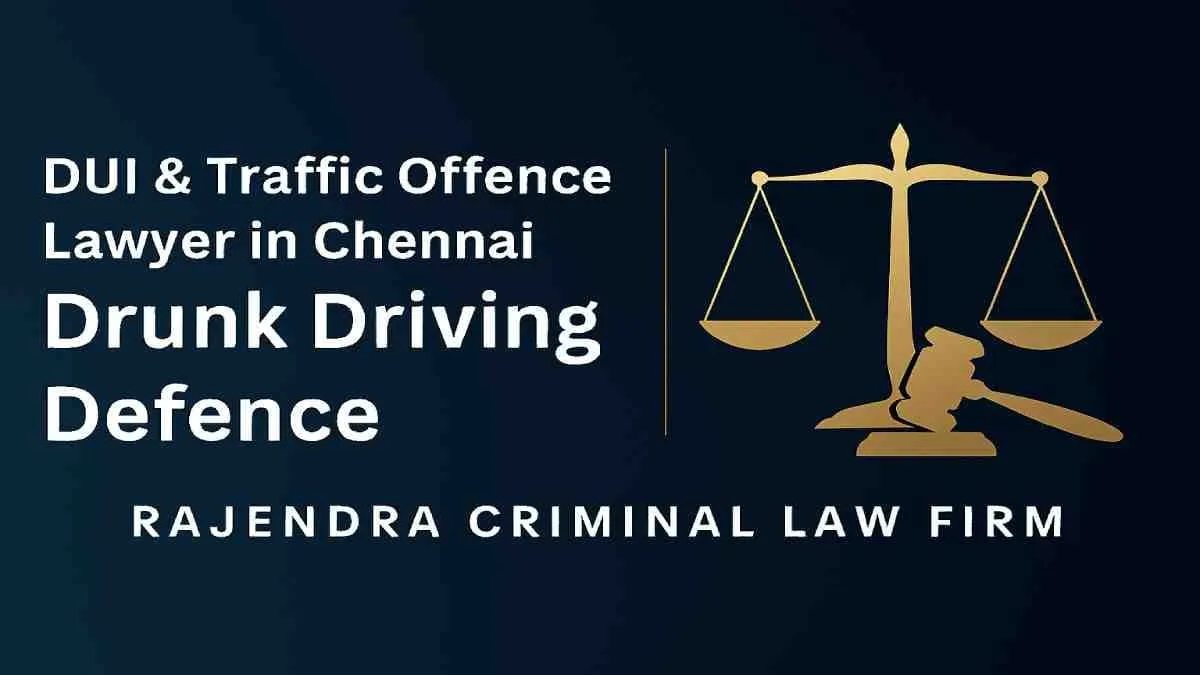 DUI & Traffic Offence
Lawyer in Chennai
Drunk Driving
Defence
RAJENDRA CRIMINAL LAW FIRM